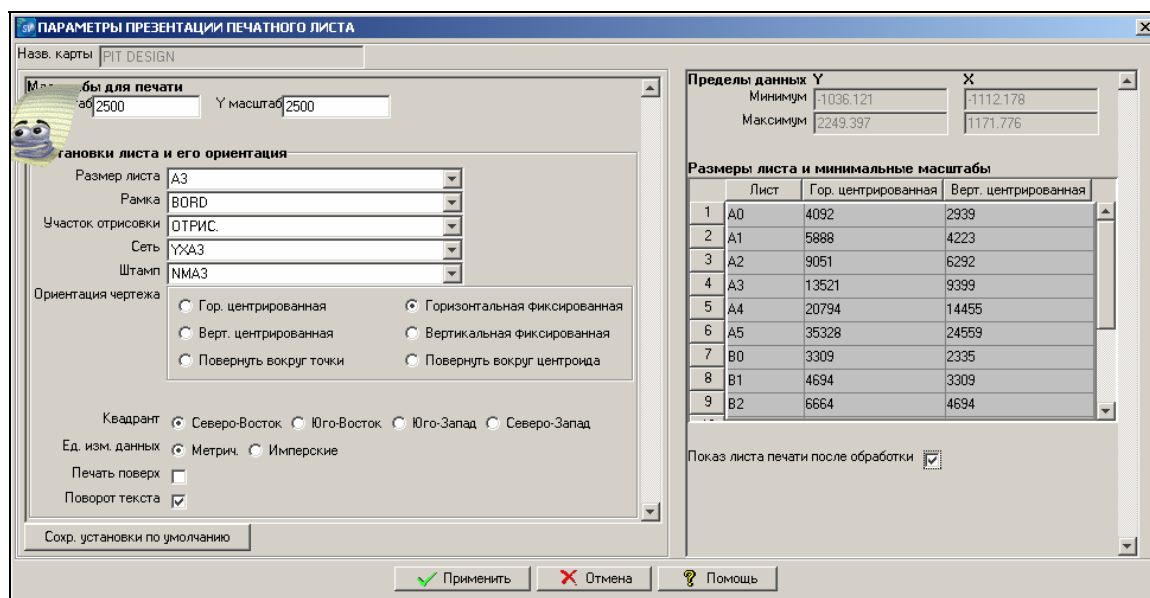 ПАРАМЕТРЫ ПРЕЗЕНТАЦИИ ПЕЧАТНОГО ЛИСТА
Назв. карты PIT DESIGN
для печати
2500 Y масштаб 2500
и его ориентация
Размер листа A3
Рамка BORD
Участок отрисовки ОТРИС.
Сеть YXA3
Штамп NMA3
Ориентация чертежа
Гор. центрированная Горизонтальная фиксированная
Верт. центрированная Вертикальная фиксированная
Повернуть вокруг точки Повернуть вокруг центроида
Квадрант Северо-Восток Юго-Восток Юго-Запад Северо-Запад
Ед. изм. данных Метрич. Имперские
Печать поверх
Поворот текста
Сохр. установки по умолчанию
Пределы данных Y X
Минимум -1036.121 -1112.178
Максимум 2249.397 1171.776
Размеры листа и минимальные масштабы
Лист Гор. центрированная Верт. центрированная
1 A0 4092 2939
2 A1 5888 4223
3 A2 9051 6292
4 A3 13521 9399
5 A4 20794 14455
6 A5 35328 24559
7 B0 3309 2335
8 B1 4694 3309
9 B2 6664 4694
Показ листа печати после обработки
Применить Отмена Помощь